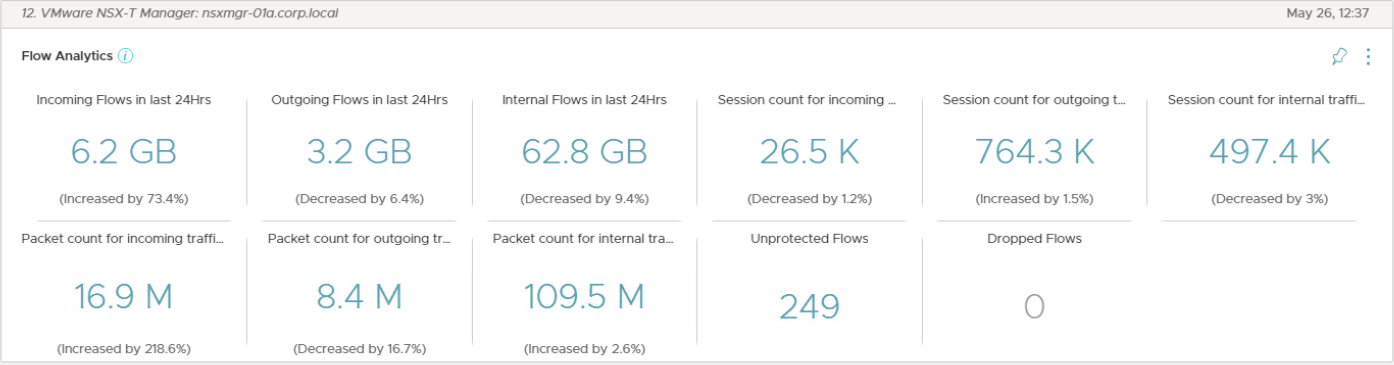 12. VMware NSX-T Manager: nsxmgr-01a.corp.local
May 26, 12:37
Flow Analytics
Incoming Flows in last 24Hrs
6.2 GB
(Increased by 73.4%)
Outgoing Flows in last 24Hrs
3.2 GB
(Decreased by 6.4%)
Internal Flows in last 24Hrs
62.8 GB
(Decreased by 9.4%)
Session count for incoming ...
26.5 K
(Decreased by 1.2%)
Session count for outgoing t...
764.3 K
(Increased by 1.5%)
Session count for internal traffi...
497.4 K
(Decreased by 3%)
Packet count for incoming traffi...
16.9 M
(Increased by 218.6%)
Packet count for outgoing tr...
8.4 M
(Decreased by 16.7%)
Packet count for internal tra...
109.5 M
(Increased by 2.6%)
Unprotected Flows
249
Dropped Flows
0